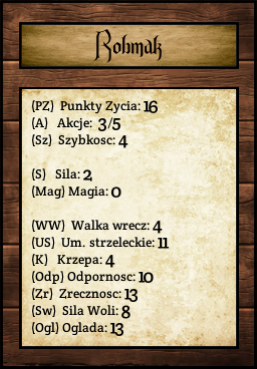 Rohmak
(PZ) Punkty Zycia: 16
(A) Akcje: 3/5
(Sz) Szybkosc: 4
(S) Sila: 2
(Mag) Magia: 0
(WW) Walka wrecz: 4
(US) Um. strzeleckie: 11
(K) Krzepa: 4
(Odp) Odpornosc: 10
(Zr) Zrecznosc: 13
(Sw) Sila Woli: 8
(Ogl) Oglada: 13